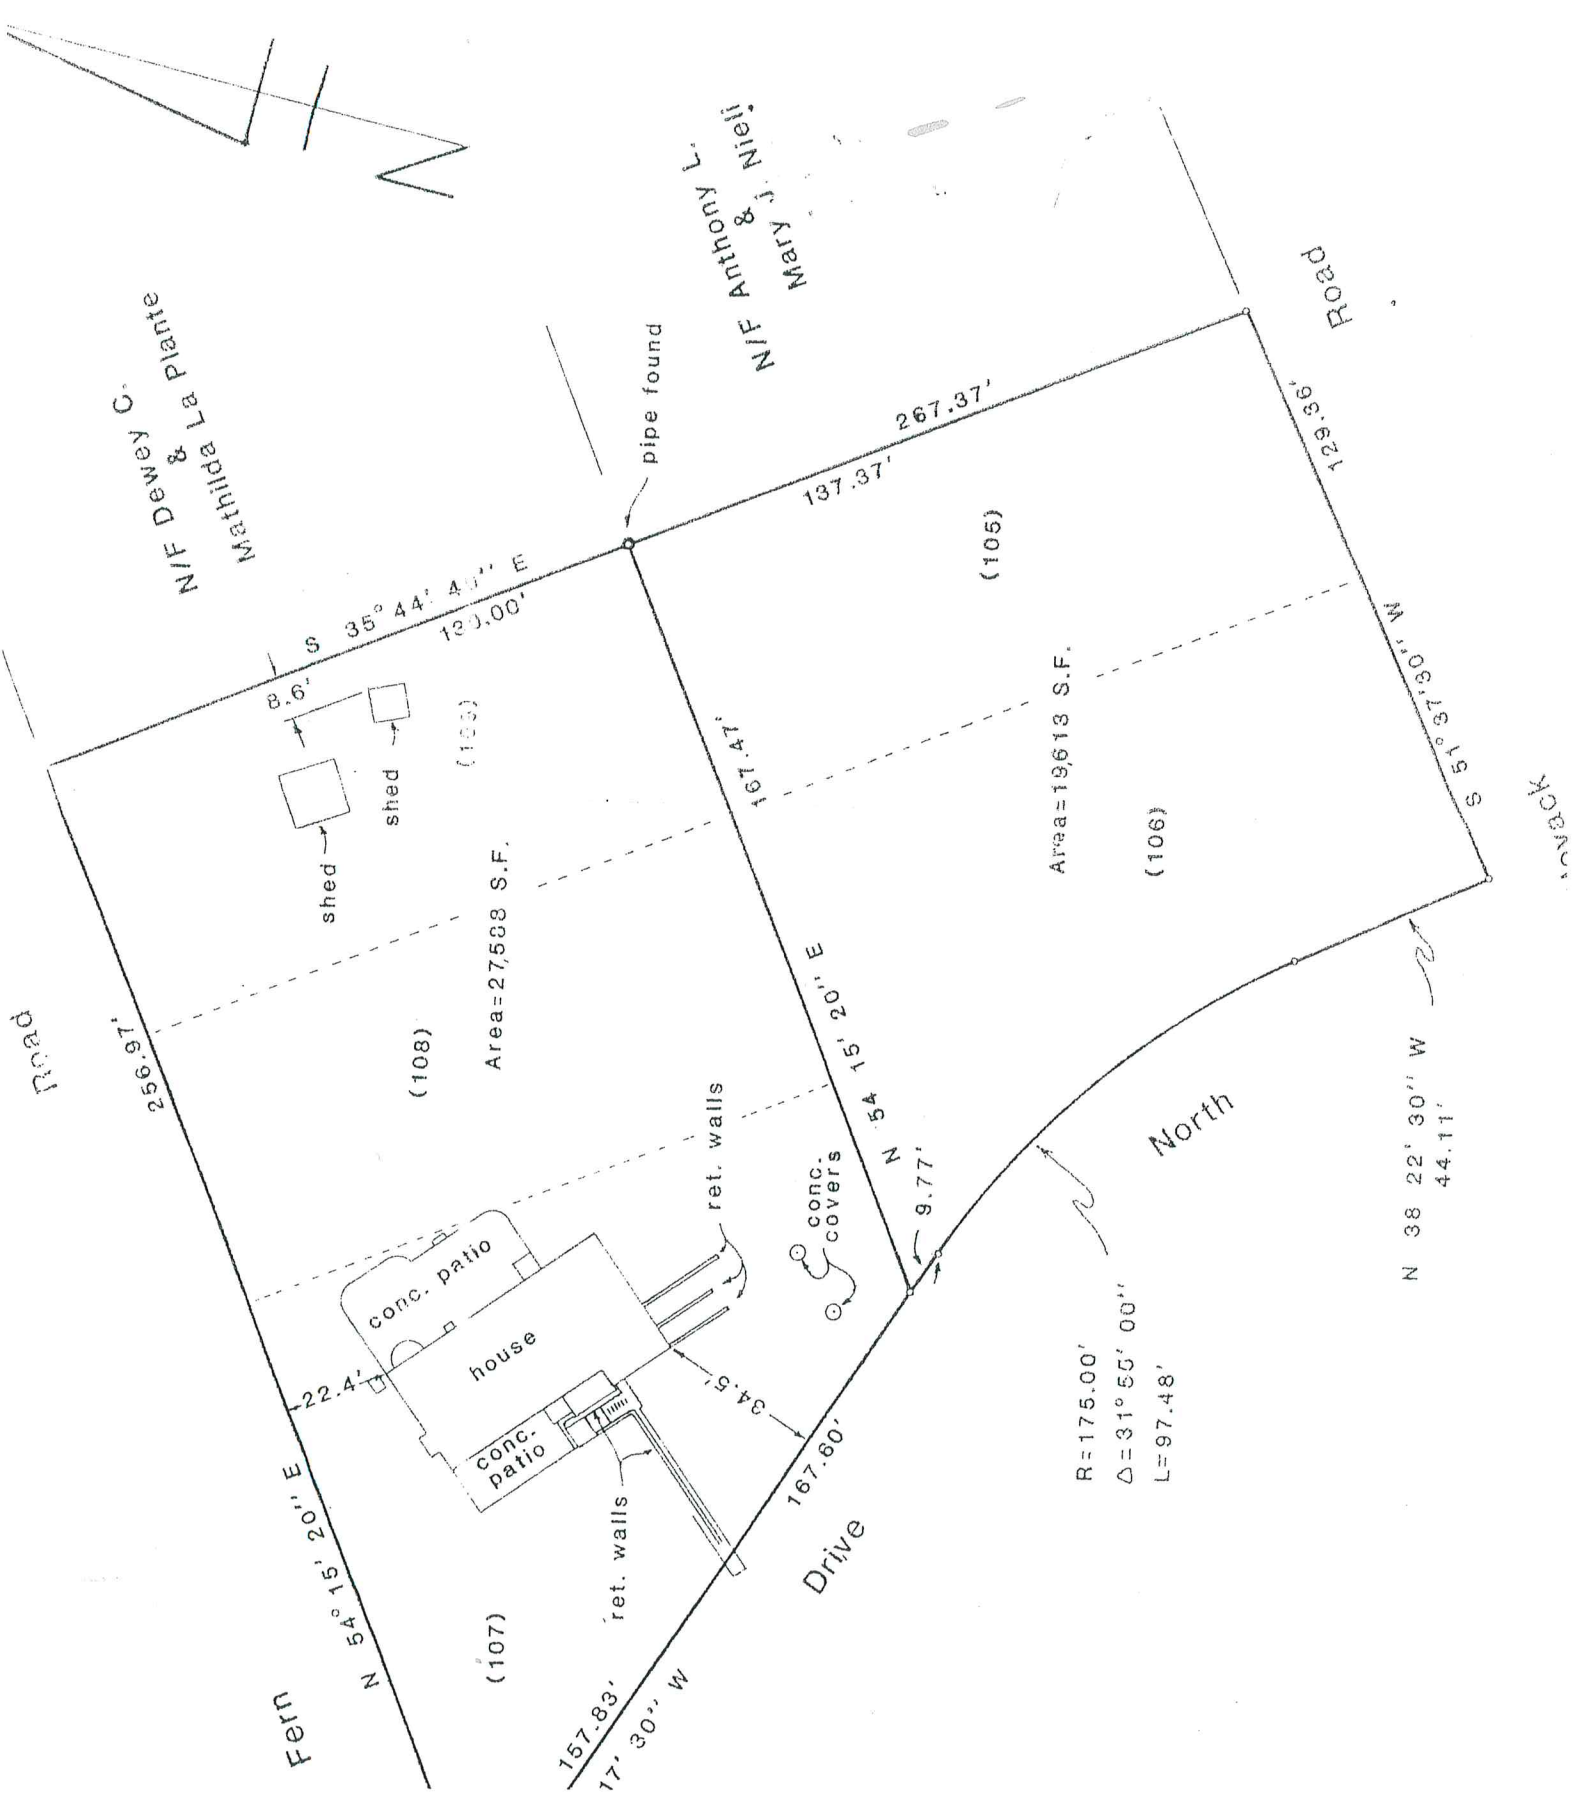 N/F Dewey C.
&
Mathilda La Plante
N/F Anthony L.
&
Mary J. Nieli
Road
256.97'
N 54° 15' 20" E
Fern
S 35° 44' E
130.00'
8.6'
shed
shed
pipe found
267.37'
137.37'
(105)
129.36'
Road
S 51° 37' 30" W
Area=19,613 S.F.
(106)
167.47'
N 54 15' 20" E
Area=27,508 S.F.
(108)
22.4'
conc. patio
house
conc.
patio
ret. walls
conc.
covers
ret. walls
34.5'
9.77'
(107)
167.60'
157.83'
17' 30" W
North
Drive
R=175.00'
Δ=31° 55' 00"
L=97.48'
N 38 22' 30" W
44.11'